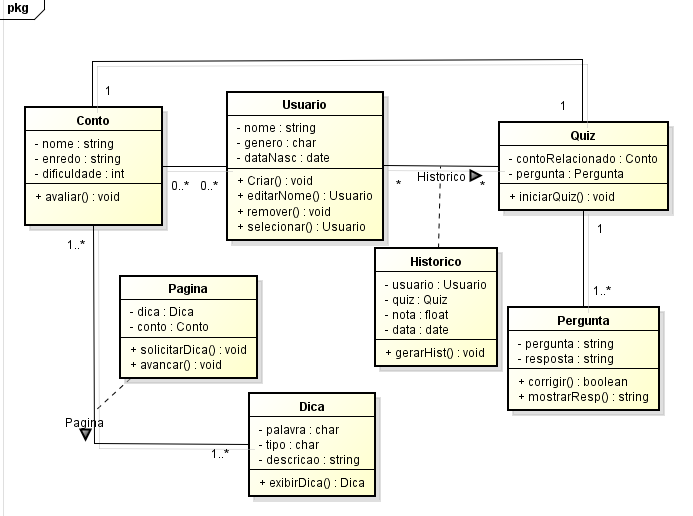 pkg
1
1
Conto
- nome : string
- enredo : string
- dificuldade : int
+ avaliar() : void
Usuario
- nome : string
- genero : char
- dataNasc : date
+ Criar() : void
+ editarNome() : Usuario
+ remover() : void
+ selecionar() : Usuario
Quiz
- contoRelacionado : Conto
- pergunta : Pergunta
+ iniciarQuiz() : void
0..*
0..*
*
Historico
*
1..*
1
Historico
- usuario : Usuario
- quiz : Quiz
- nota : float
- data : date
+ gerarHist() : void
Pagina
- dica : Dica
- conto : Conto
+ solicitarDica() : void
+ avancar() : void
1..*
Pergunta
- pergunta : string
- resposta : string
+ corrigir() : boolean
+ mostrarResp() : string
Pagina
1..*
Dica
- palavra : char
- tipo : char
- descricao : string
+ exibirDica() : Dica